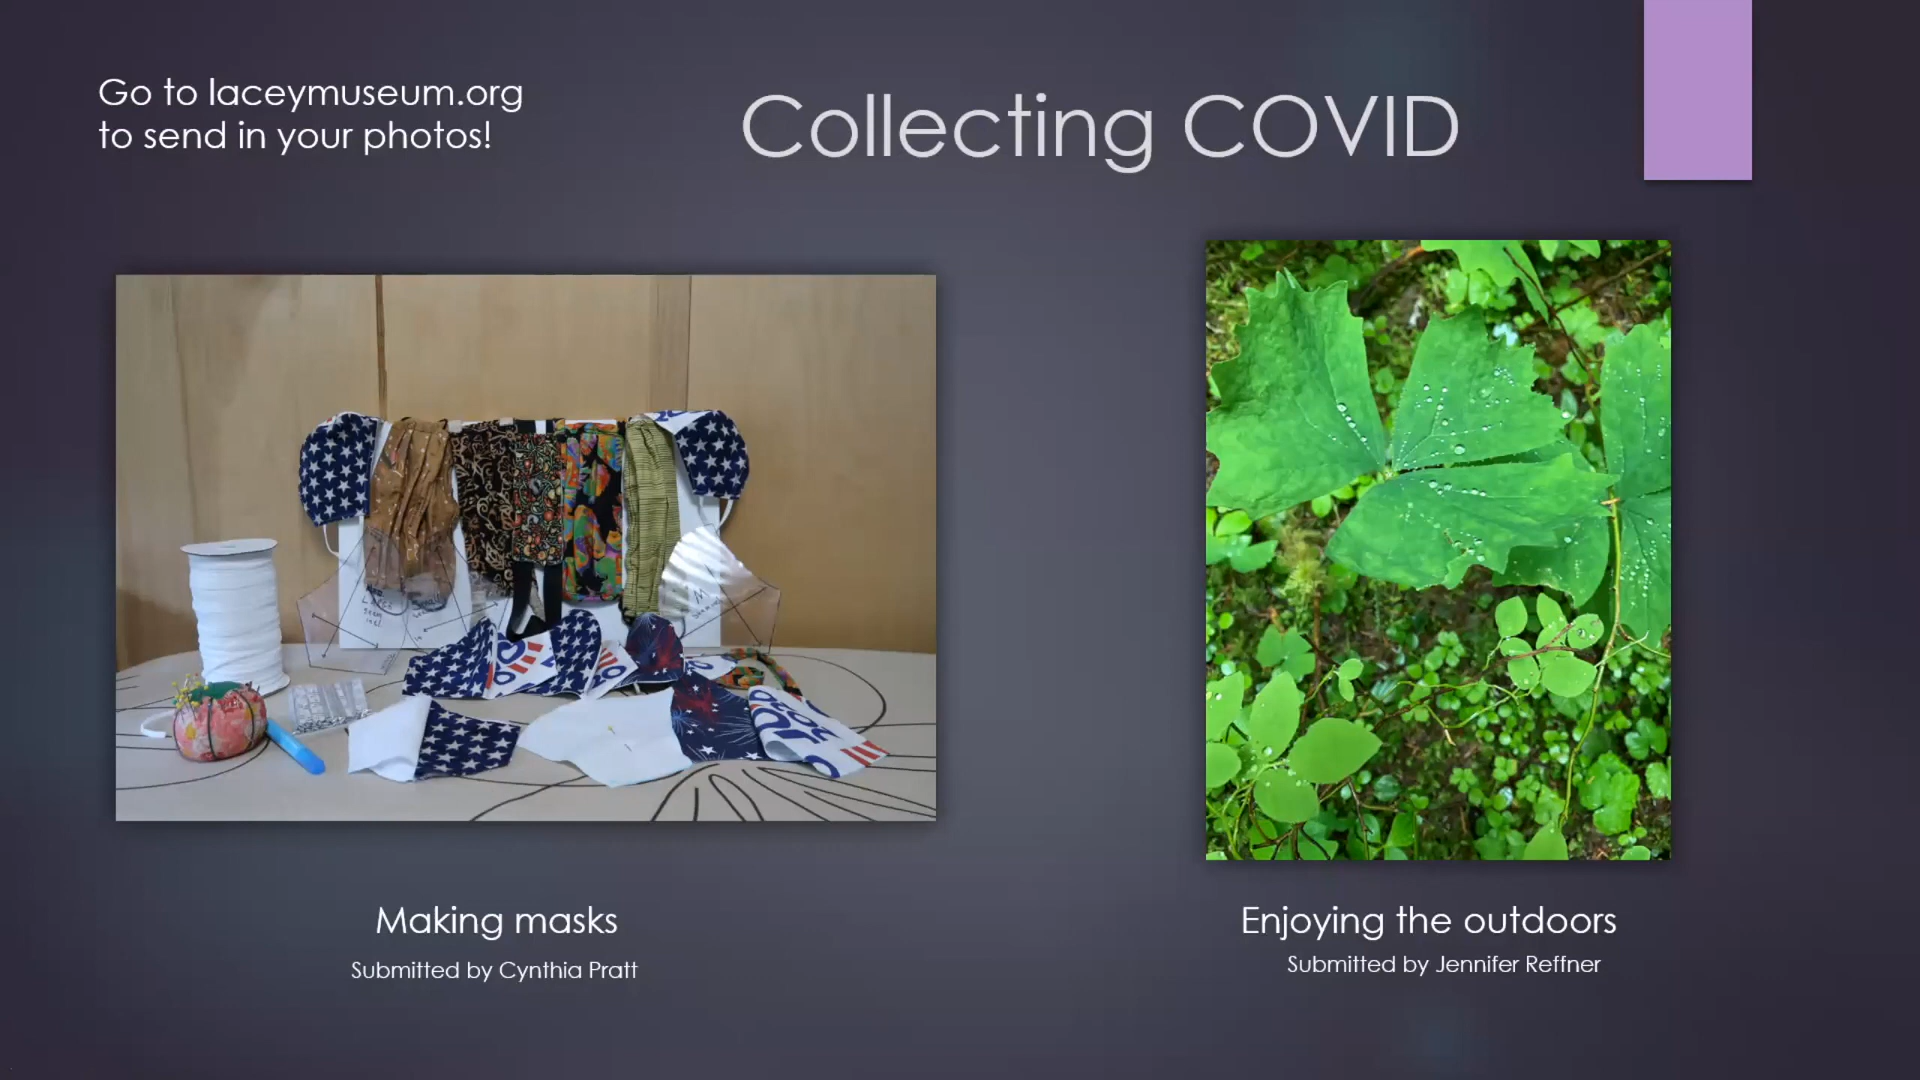 Go to laceymuseum.org
to send in your photos!
Collecting COVID
Making masks
Submitted by Cynthia Pratt
Enjoying the outdoors
Submitted by Jennifer Reffner